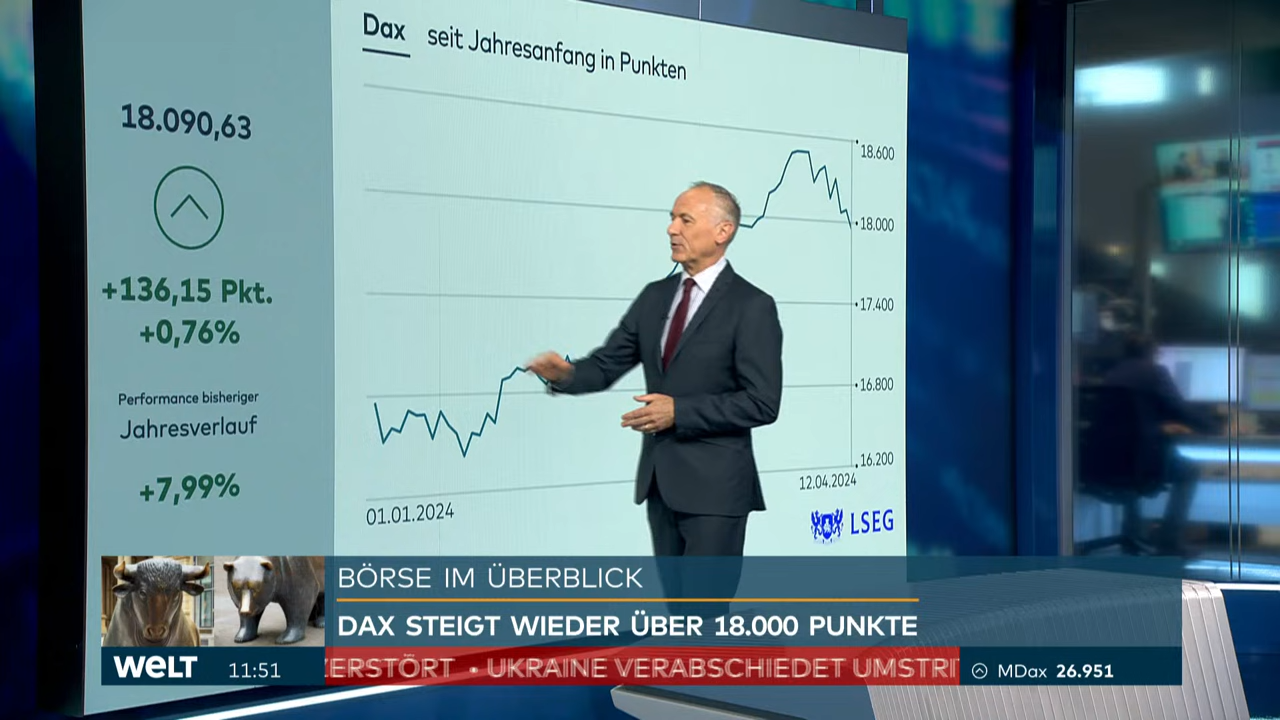 Dax seit Jahresanfang in Punkten
18.090,63
+136,15 Pkt.
+0,76%
Performance bisheriger
Jahresverlauf
+7,99%
18.600
18.000
17.400
16.800
16.200
01.01.2024
12.04.2024
LSEG
BÖRSE IM ÜBERBLICK
DAX STEIGT WIEDER ÜBER 18.000 PUNKTE
WELT 11:51 ZERSTÖRT • UKRAINE VERABSCHIEDET UMSTRI MDax 26.951